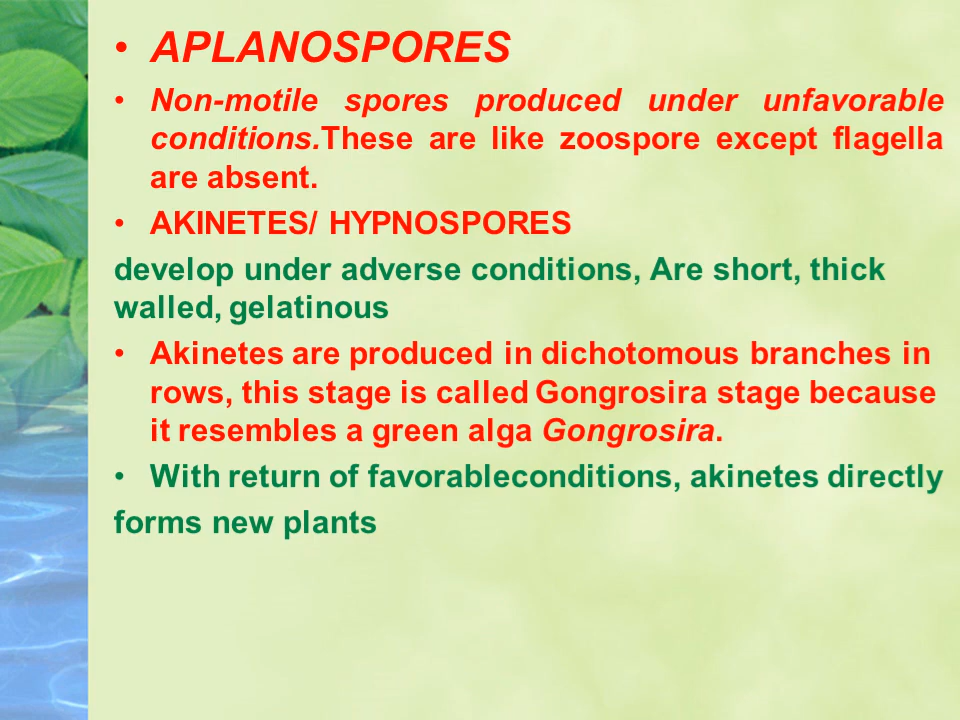 • APLANOSPORES
• Non-motile spores produced under unfavorable
conditions.These are like zoospore except flagella
are absent.
• AKINETES/ HYPNOSPORES
develop under adverse conditions, Are short, thick
walled, gelatinous
• Akinetes are produced in dichotomous branches in
rows, this stage is called Gongrosira stage because
it resembles a green alga Gongrosira.
• With return of favorableconditions, akinetes directly
forms new plants